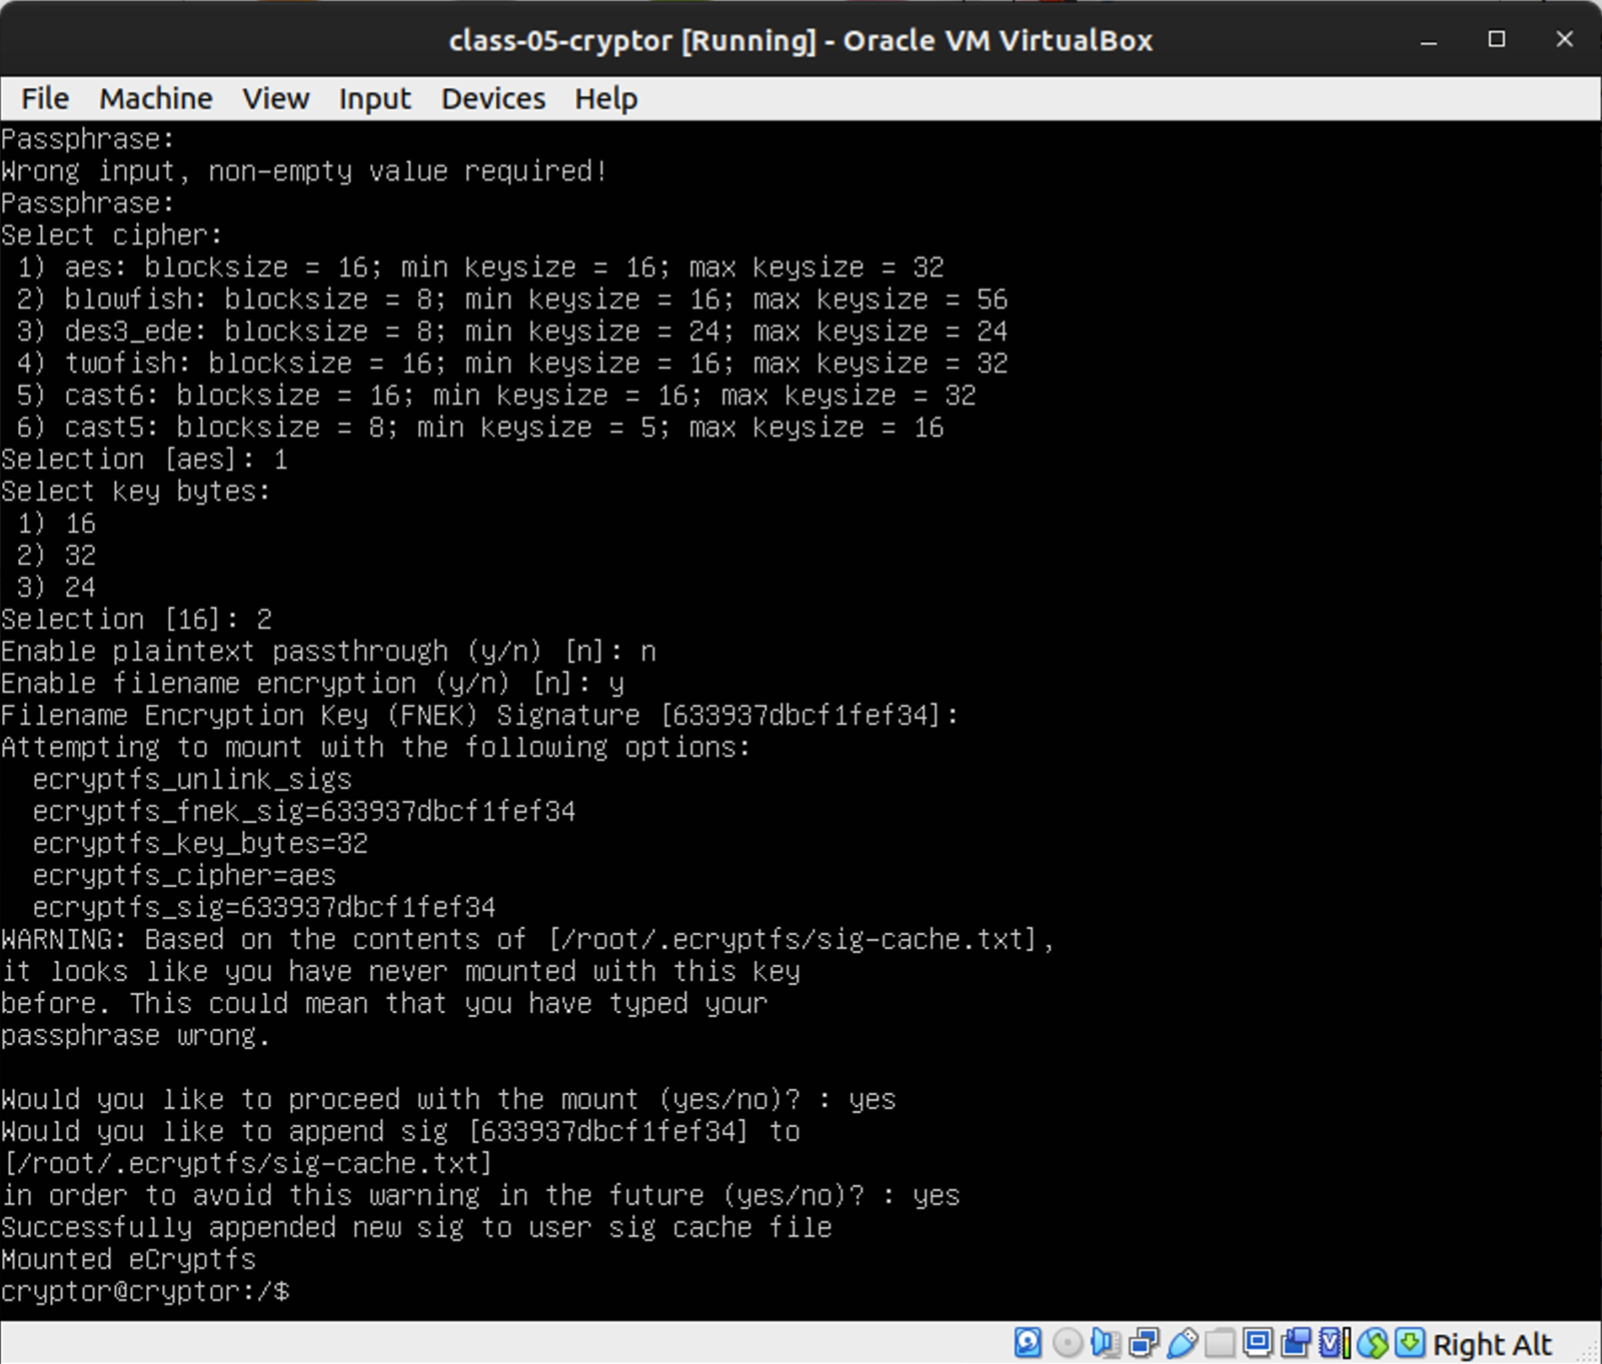 class-05-cryptor [Running] - Oracle VM VirtualBox
File Machine View Input Devices Help
Passphrase:
Wrong input, non-empty value required!
Passphrase:
Select cipher:
 1) aes: blocksize = 16; min keysize = 16; max keysize = 32
 2) blowfish: blocksize = 8; min keysize = 16; max keysize = 56
 3) des3_ede: blocksize = 8; min keysize = 24; max keysize = 24
 4) twofish: blocksize = 16; min keysize = 16; max keysize = 32
 5) cast6: blocksize = 16; min keysize = 16; max keysize = 32
 6) cast5: blocksize = 8; min keysize = 5; max keysize = 16
Selection [aes]: 1
Select key bytes:
 1) 16
 2) 32
 3) 24
Selection [16]: 2
Enable plaintext passthrough (y/n) [n]: n
Enable filename encryption (y/n) [n]: y
Filename Encryption Key (FNEK) Signature [633937dbcf1fef34]:
Attempting to mount with the following options:
  ecryptfs_unlink_sigs
  ecryptfs_fnek_sig=633937dbcf1fef34
  ecryptfs_key_bytes=32
  ecryptfs_cipher=aes
  ecryptfs_sig=633937dbcf1fef34
WARNING: Based on the contents of [/root/.ecryptfs/sig-cache.txt],
it looks like you have never mounted with this key
before. This could mean that you have typed your
passphrase wrong.
Would you like to proceed with the mount (yes/no)? : yes
Would you like to append sig [633937dbcf1fef34] to
[/root/.ecryptfs/sig-cache.txt]
in order to avoid this warning in the future (yes/no)? : yes
Successfully appended new sig to user sig cache file
Mounted eCryptfs
cryptor@cryptor:/$
Right Alt